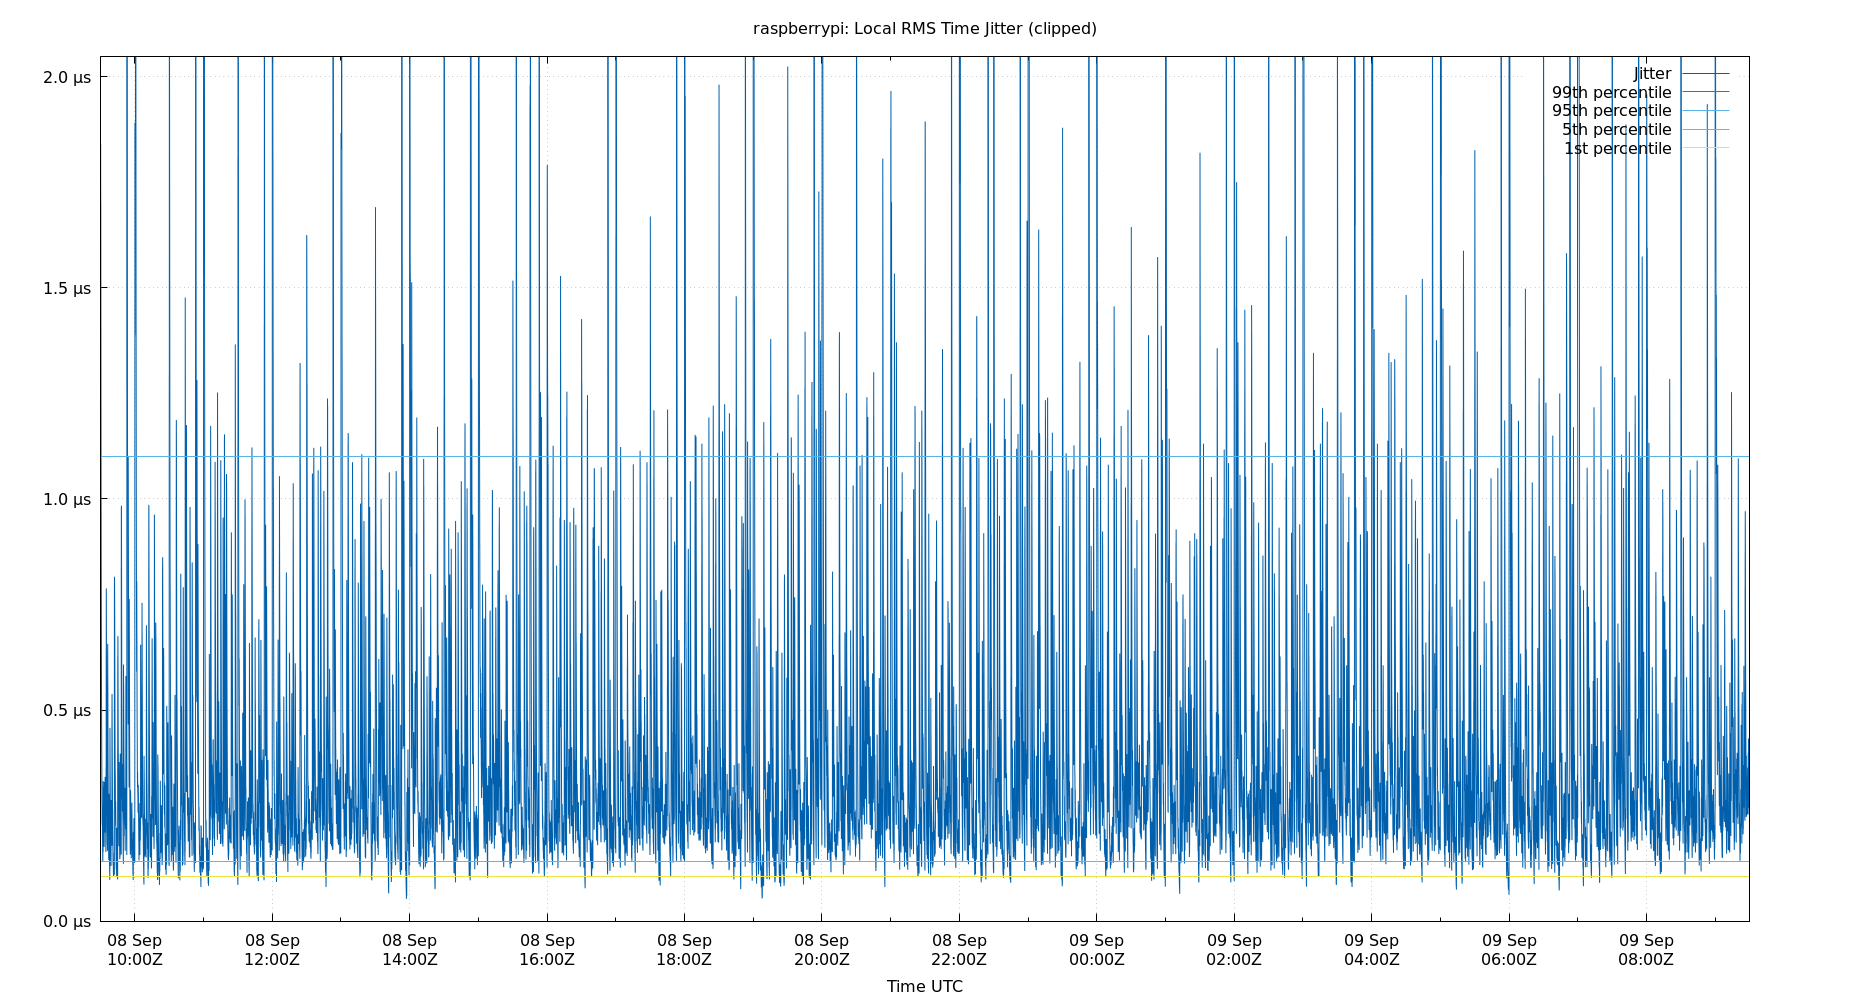 raspberrypi: Local RMS Time Jitter (clipped)
2.0 µs
1.5 µs
1.0 µs
0.5 µs
0.0 µs
Jitter
99th percentile
95th percentile
5th percentile
1st percentile
08 Sep 08 Sep 08 Sep 08 Sep 08 Sep 08 Sep 08 Sep 09 Sep 09 Sep 09 Sep 09 Sep 09 Sep
10:00Z 12:00Z 14:00Z 16:00Z 18:00Z 20:00Z 22:00Z 00:00Z 02:00Z 04:00Z 06:00Z 08:00Z
Time UTC